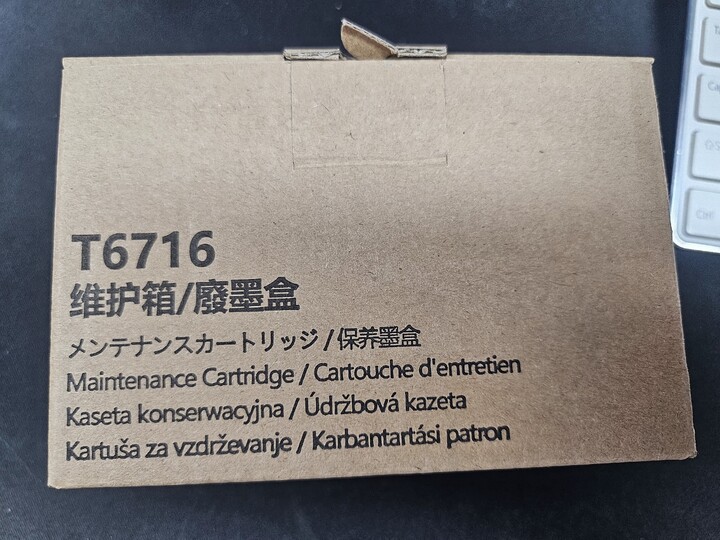 T6716
维护箱/廢墨盒
メンテナンスカートリッジ / 保养墨盒
Maintenance Cartridge / Cartouche d'entretien
Kaseta konserwacyjna / Údržbová kazeta
Kartuša za vzdrževanje / Karbantartási patron